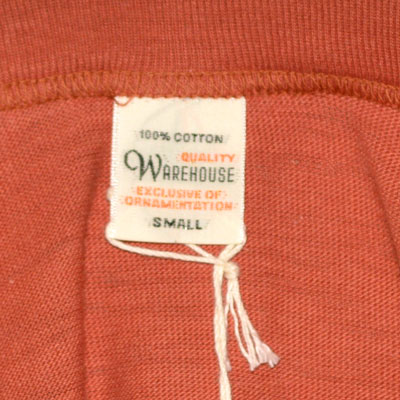 100% COTTON
QUALITY
WAREHOUSE
EXCLUSIVE OF
ORNAMENTATION
SMALL